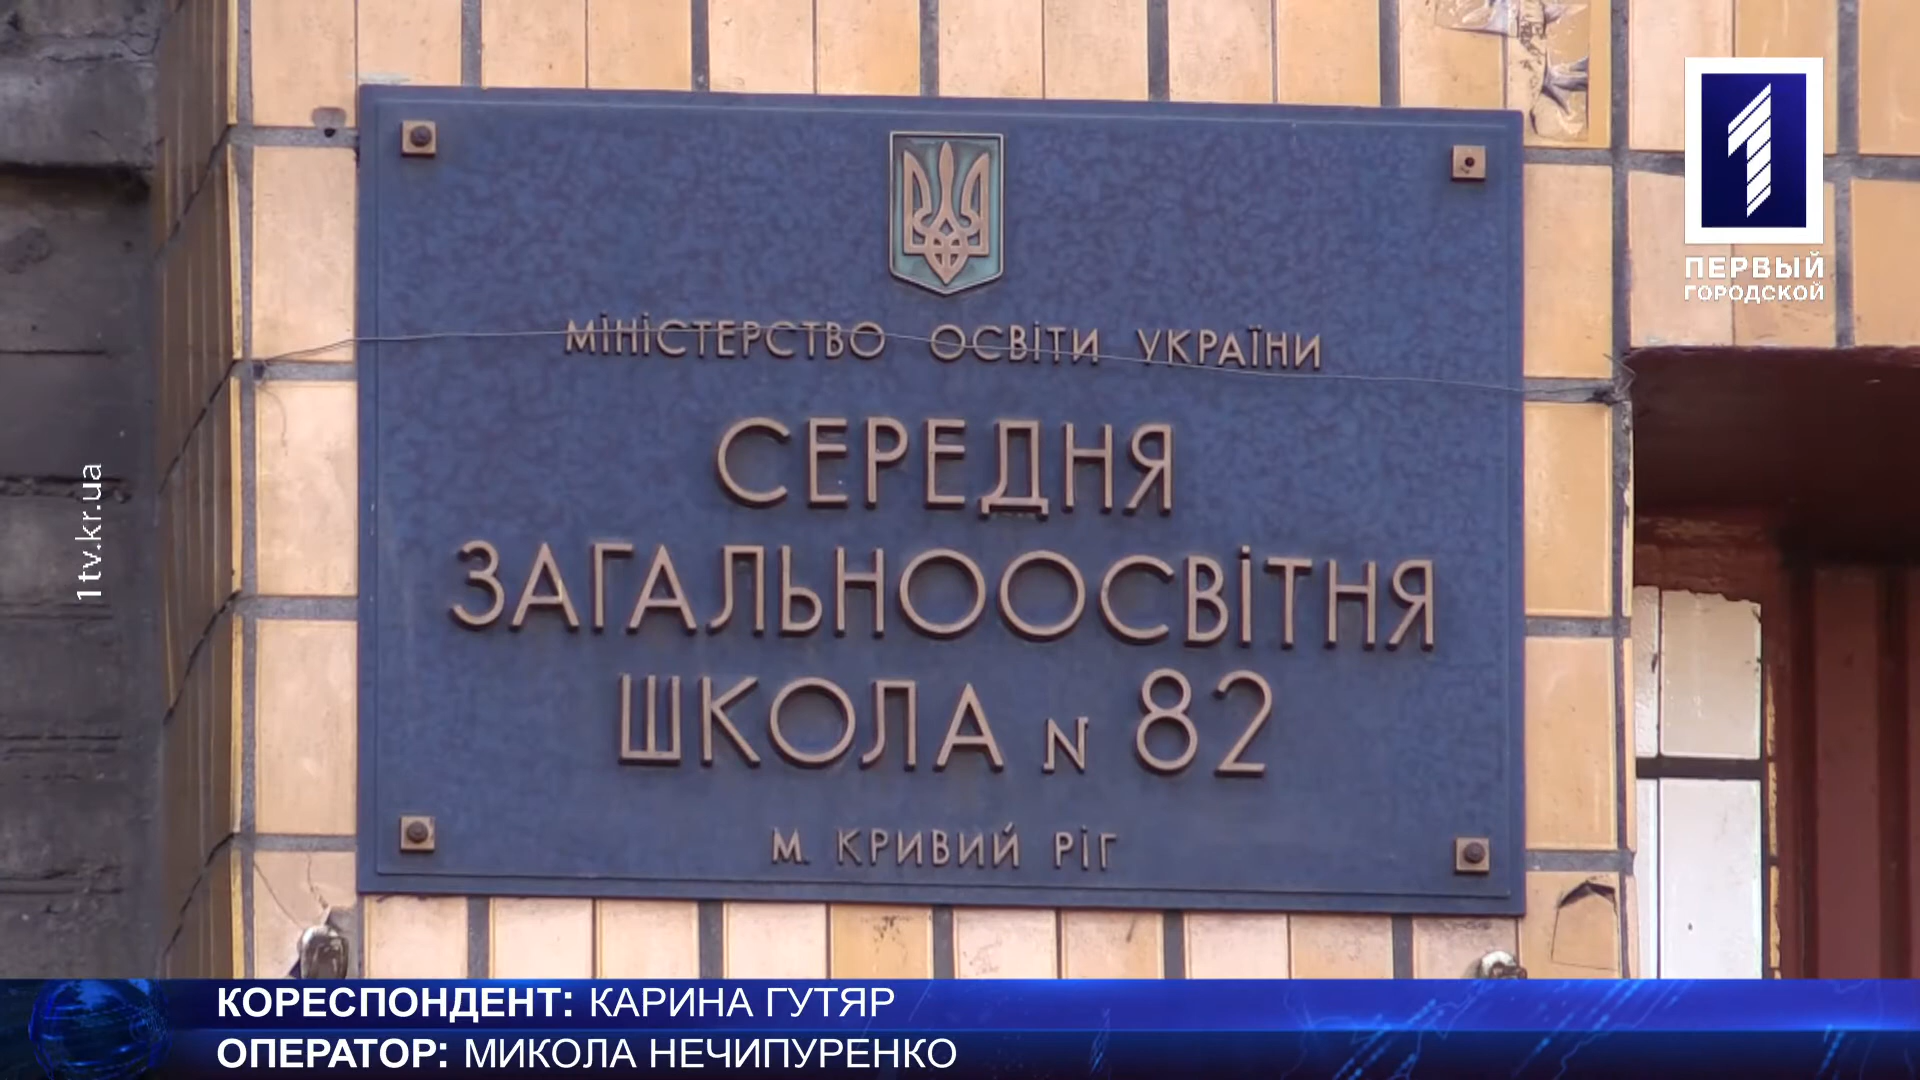 ПЕРВЫЙ
ГОРОДСКОЙ
МІНІСТЕРСТВО ОСВІТИ УКРАЇНИ
СЕРЕДНЯ
ЗАГАЛЬНООСВІТНЯ
ШКОЛА N 82
М. КРИВИЙ РІГ
1tv.kr.ua
КОРЕСПОНДЕНТ: КАРИНА ГУТЯР
ОПЕРАТОР: МИКОЛА НЕЧИПУРЕНКО